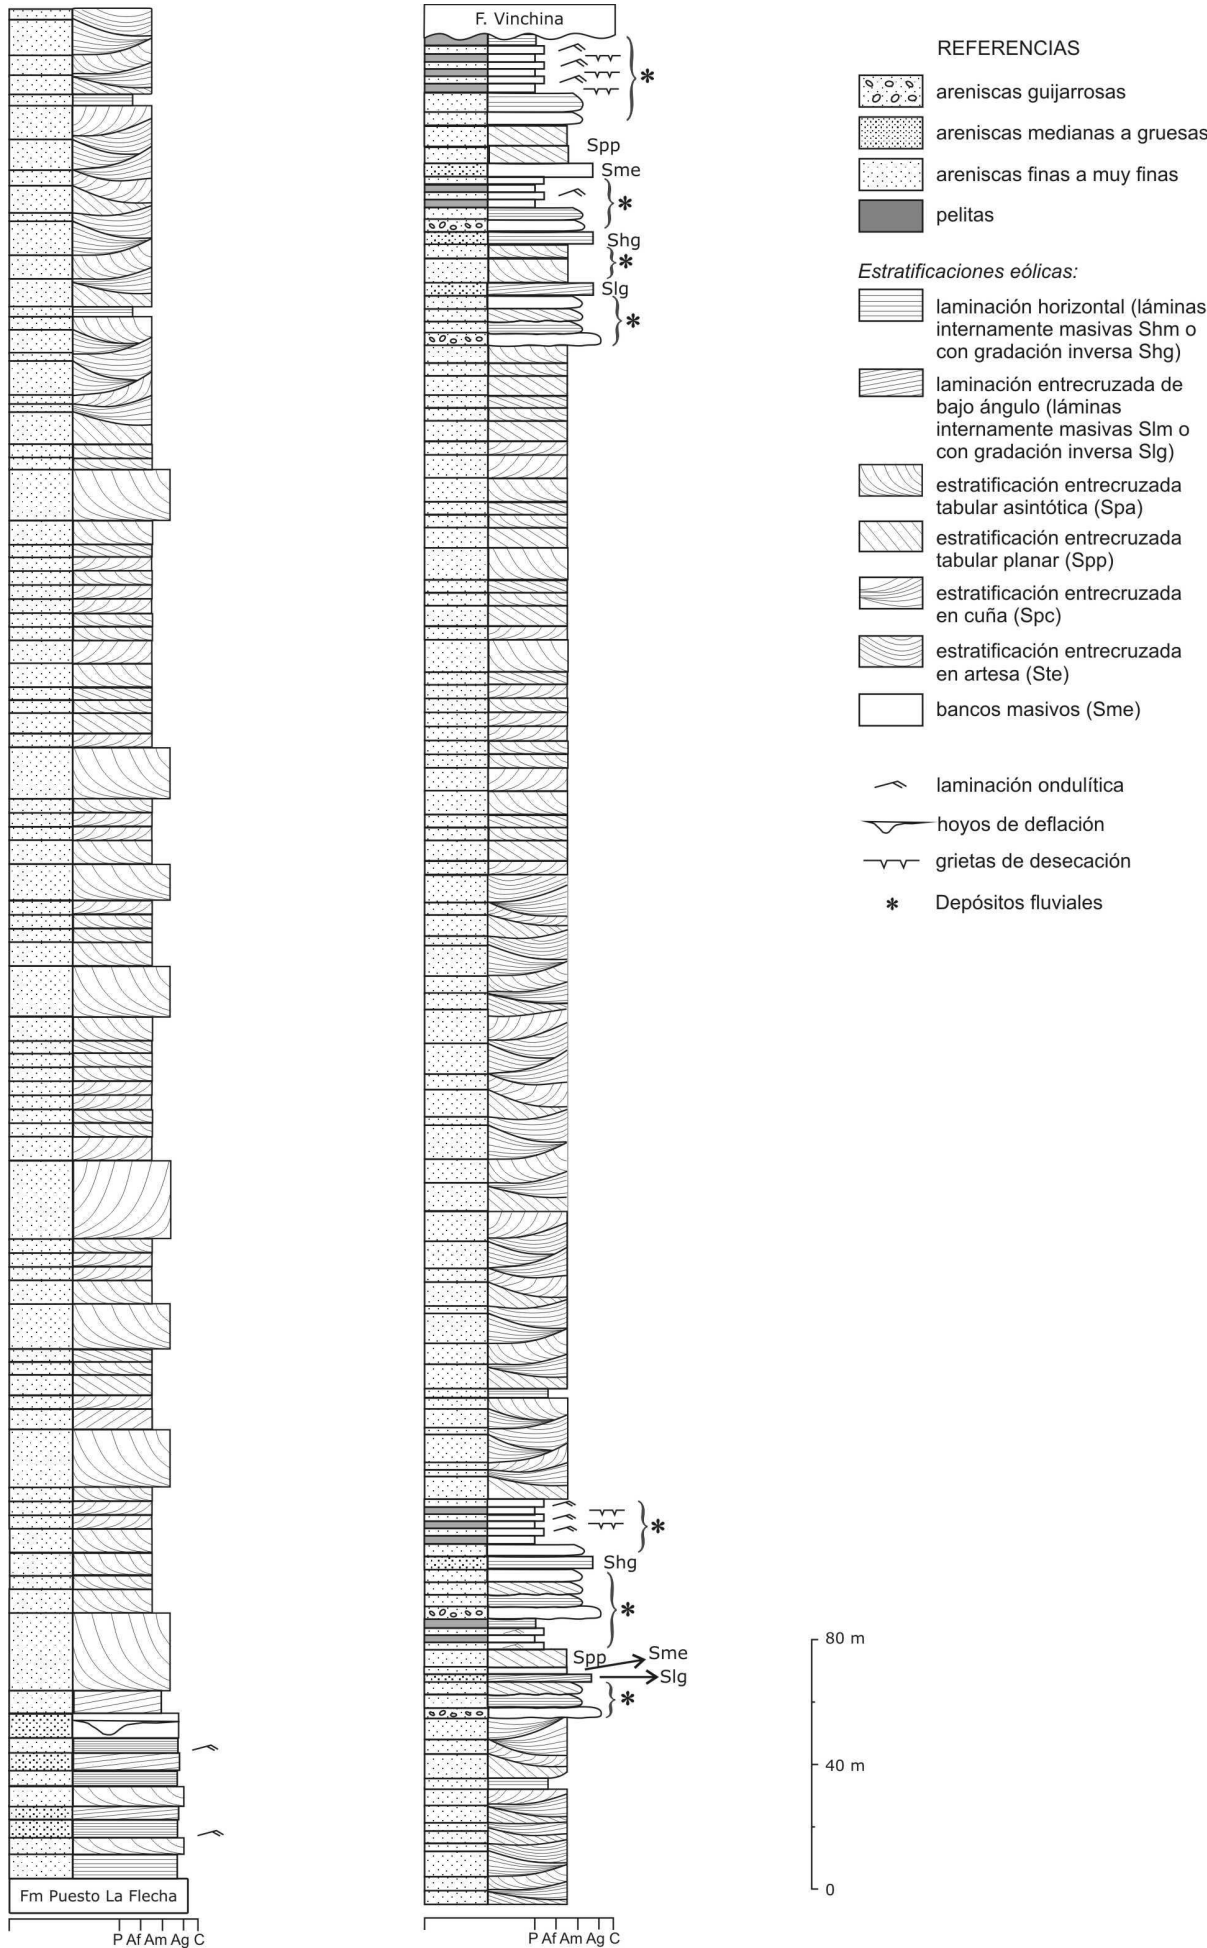 F. Vinchina
Spp
Sme
*
*
Shg
*
Slg
*
*
Shg
*
Spp
Sme
Slg
*
Fm Puesto La Flecha
P Af Am Ag C
P Af Am Ag C
80 m
40 m
0
REFERENCIAS
areniscas guijarrosas
areniscas medianas a gruesas
areniscas finas a muy finas
pelitas
Estratificaciones eólicas:
laminación horizontal (láminas
internamente masivas Shm o
con gradación inversa Shg)
laminación entrecruzada de
bajo ángulo (láminas
internamente masivas Slm o
con gradación inversa Slg)
estratificación entrecruzada
tabular asintótica (Spa)
estratificación entrecruzada
tabular planar (Spp)
estratificación entrecruzada
en cuña (Spc)
estratificación entrecruzada
en artesa (Ste)
bancos masivos (Sme)
laminación ondulítica
hoyos de deflación
grietas de desecación
* Depósitos fluviales